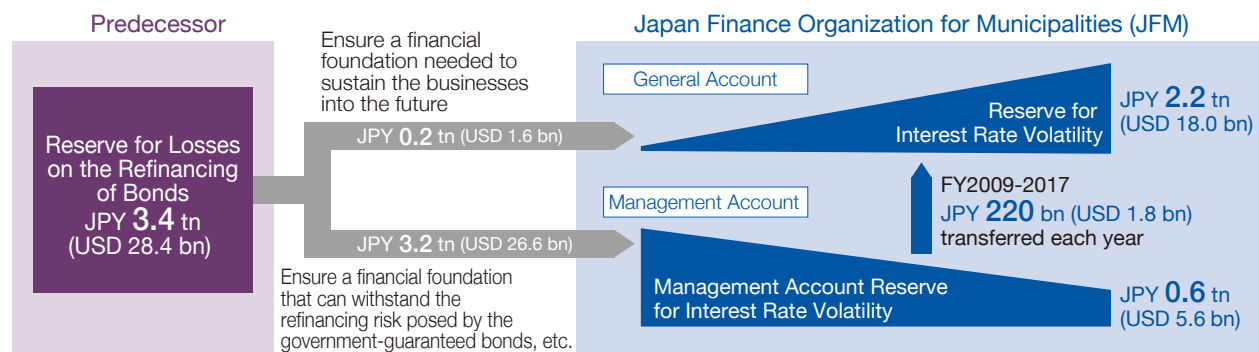 Predecessor
Reserve for Losses
on the Refinancing
of Bonds
JPY 3.4 tn
(USD 28.4 bn)
Ensure a financial
foundation needed to
sustain the businesses
into the future
JPY 0.2 tn (USD 1.6 bn)
JPY 3.2 tn (USD 26.6 bn)
Ensure a financial foundation
that can withstand the
refinancing risk posed by the
government-guaranteed bonds, etc.
Japan Finance Organization for Municipalities (JFM)
General Account
Reserve for
Interest Rate Volatility
JPY 2.2 tn
(USD 18.0 bn)
FY2009-2017
JPY 220 bn (USD 1.8 bn)
transferred each year
Management Account
Management Account Reserve
for Interest Rate Volatility
JPY 0.6 tn
(USD 5.6 bn)